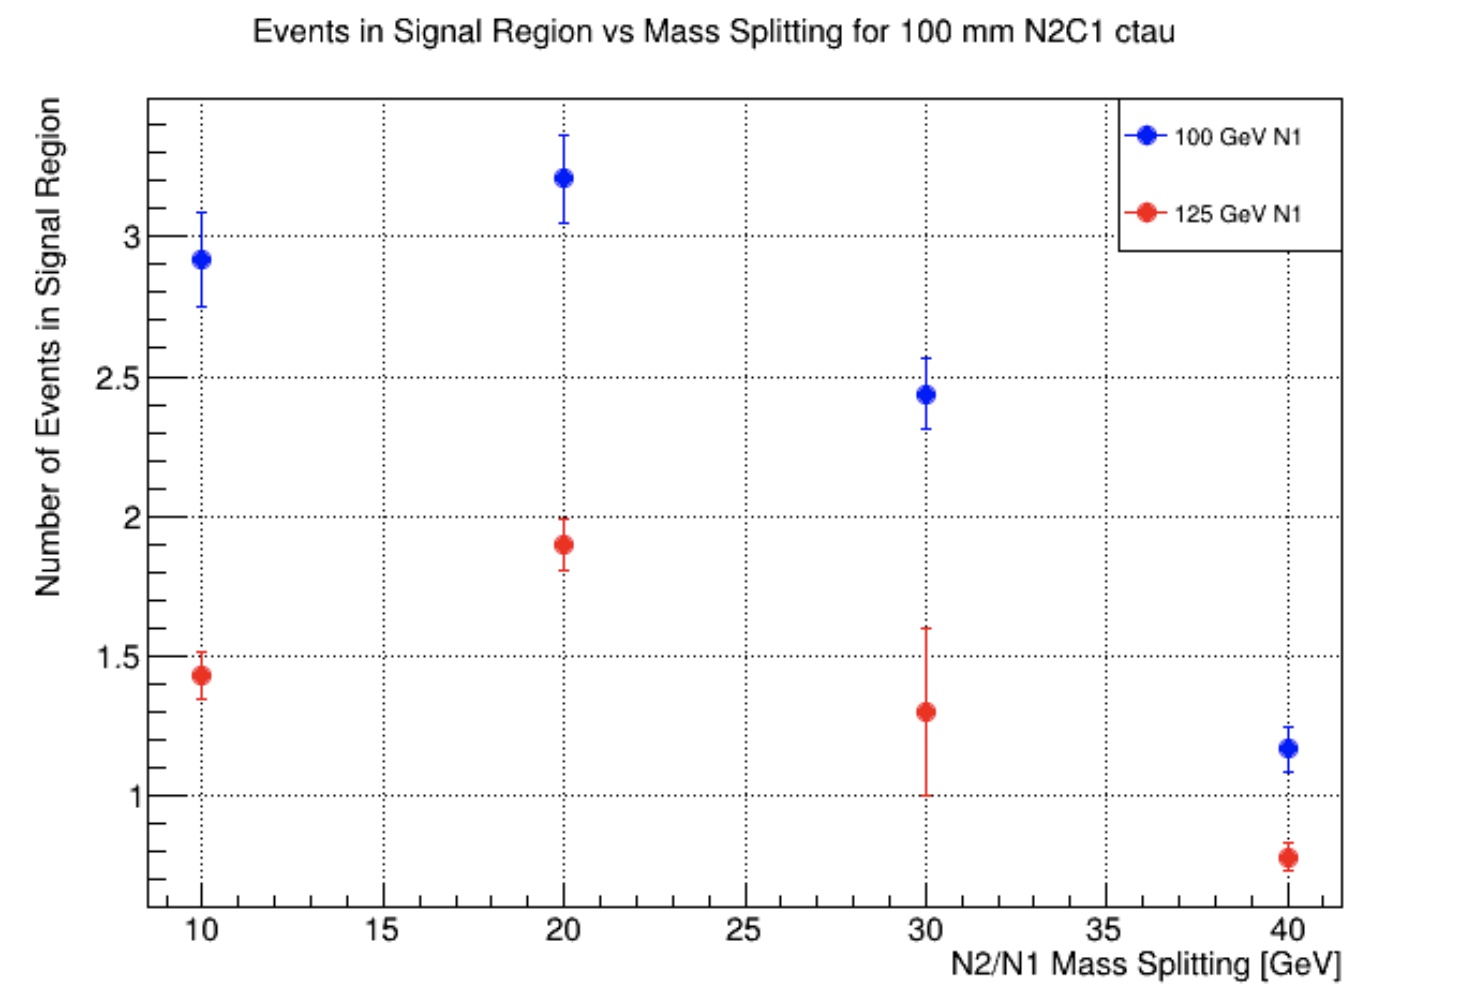 Events in Signal Region vs Mass Splitting for 100 mm N2C1 ctau
Number of Events in Signal Region
100 GeV N1
125 GeV N1
3
2.5
2
1.5
1
10 15 20 25 30 35 40
N2/N1 Mass Splitting [GeV]